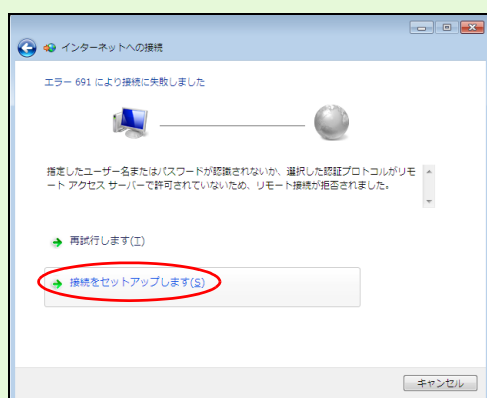 インターネットへの接続
エラー 691 により接続に失敗しました
指定したユーザー名またはパスワードが認識されないか、選択した認証プロトコルがリモ
ート アクセス サーバーで許可されていないため、リモート接続が拒否されました。
再試行します(T)
接続をセットアップします(S)
キャンセル